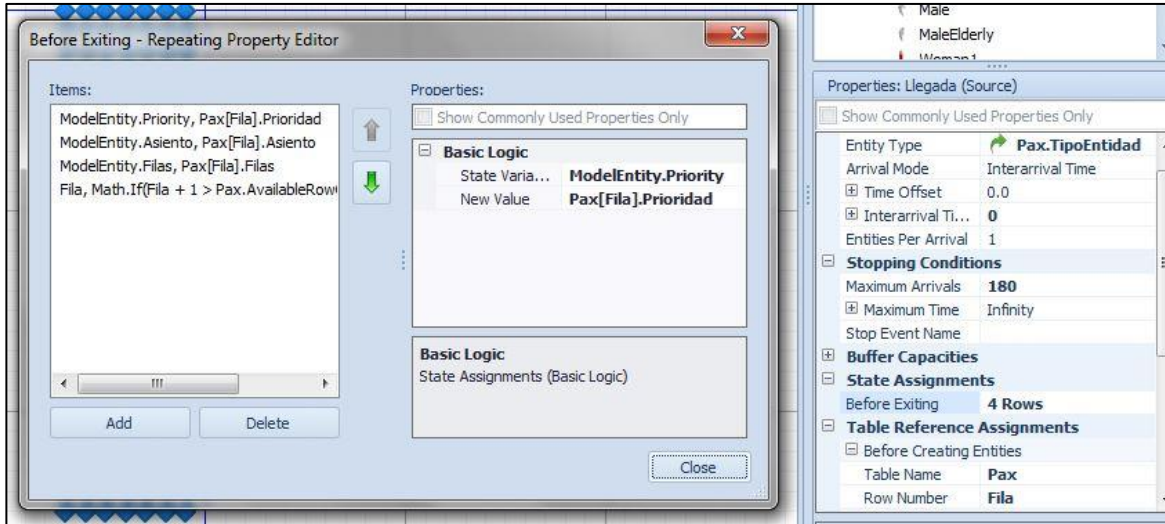 Before Exiting - Repeating Property Editor
Items:
ModelEntity.Priority, Pax[Fila].Prioridad
ModelEntity.Asiento, Pax[Fila].Asiento
ModelEntity.Filas, Pax[Fila].Filas
Fila, Math.If(Fila + 1 > Pax.AvailableRow
Add
Delete
Properties:
Show Commonly Used Properties Only
Basic Logic
State Varia... ModelEntity.Priority
New Value Pax[Fila].Prioridad
Basic Logic
State Assignments (Basic Logic)
Close
Male
MaleElderly
Woman1
Properties: Llegada (Source)
Show Commonly Used Properties Only
Entity Type Pax.TipoEntidad
Arrival Mode Interarrival Time
Time Offset 0.0
Interarrival Ti... 0
Entities Per Arrival 1
Stopping Conditions
Maximum Arrivals 180
Maximum Time Infinity
Stop Event Name
Buffer Capacities
State Assignments
Before Exiting 4 Rows
Table Reference Assignments
Before Creating Entities
Table Name Pax
Row Number Fila